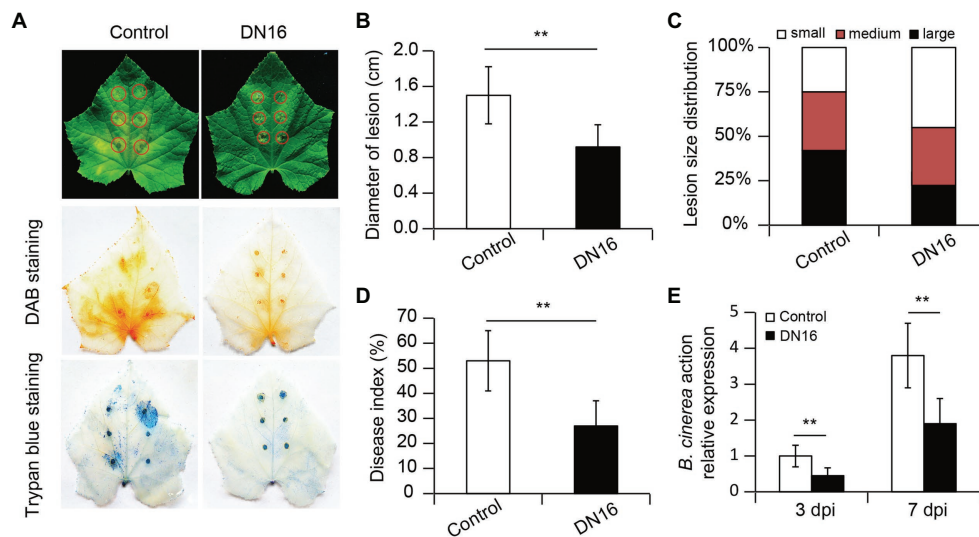 A
Control
DN16
DAB staining
Trypan blue staining
B
**
Diameter of lesion (cm)
2.0
1.6
1.2
0.8
0.4
0.0
Control
DN16
C
small medium large
Lesion size distribution
100%
75%
50%
25%
0%
Control
DN16
D
**
Disease index (%)
70
60
50
40
30
20
10
0
Control
DN16
E
Control
DN16
**
**
B. cinerea action
relative expression
5
4
3
2
1
0
3 dpi
7 dpi